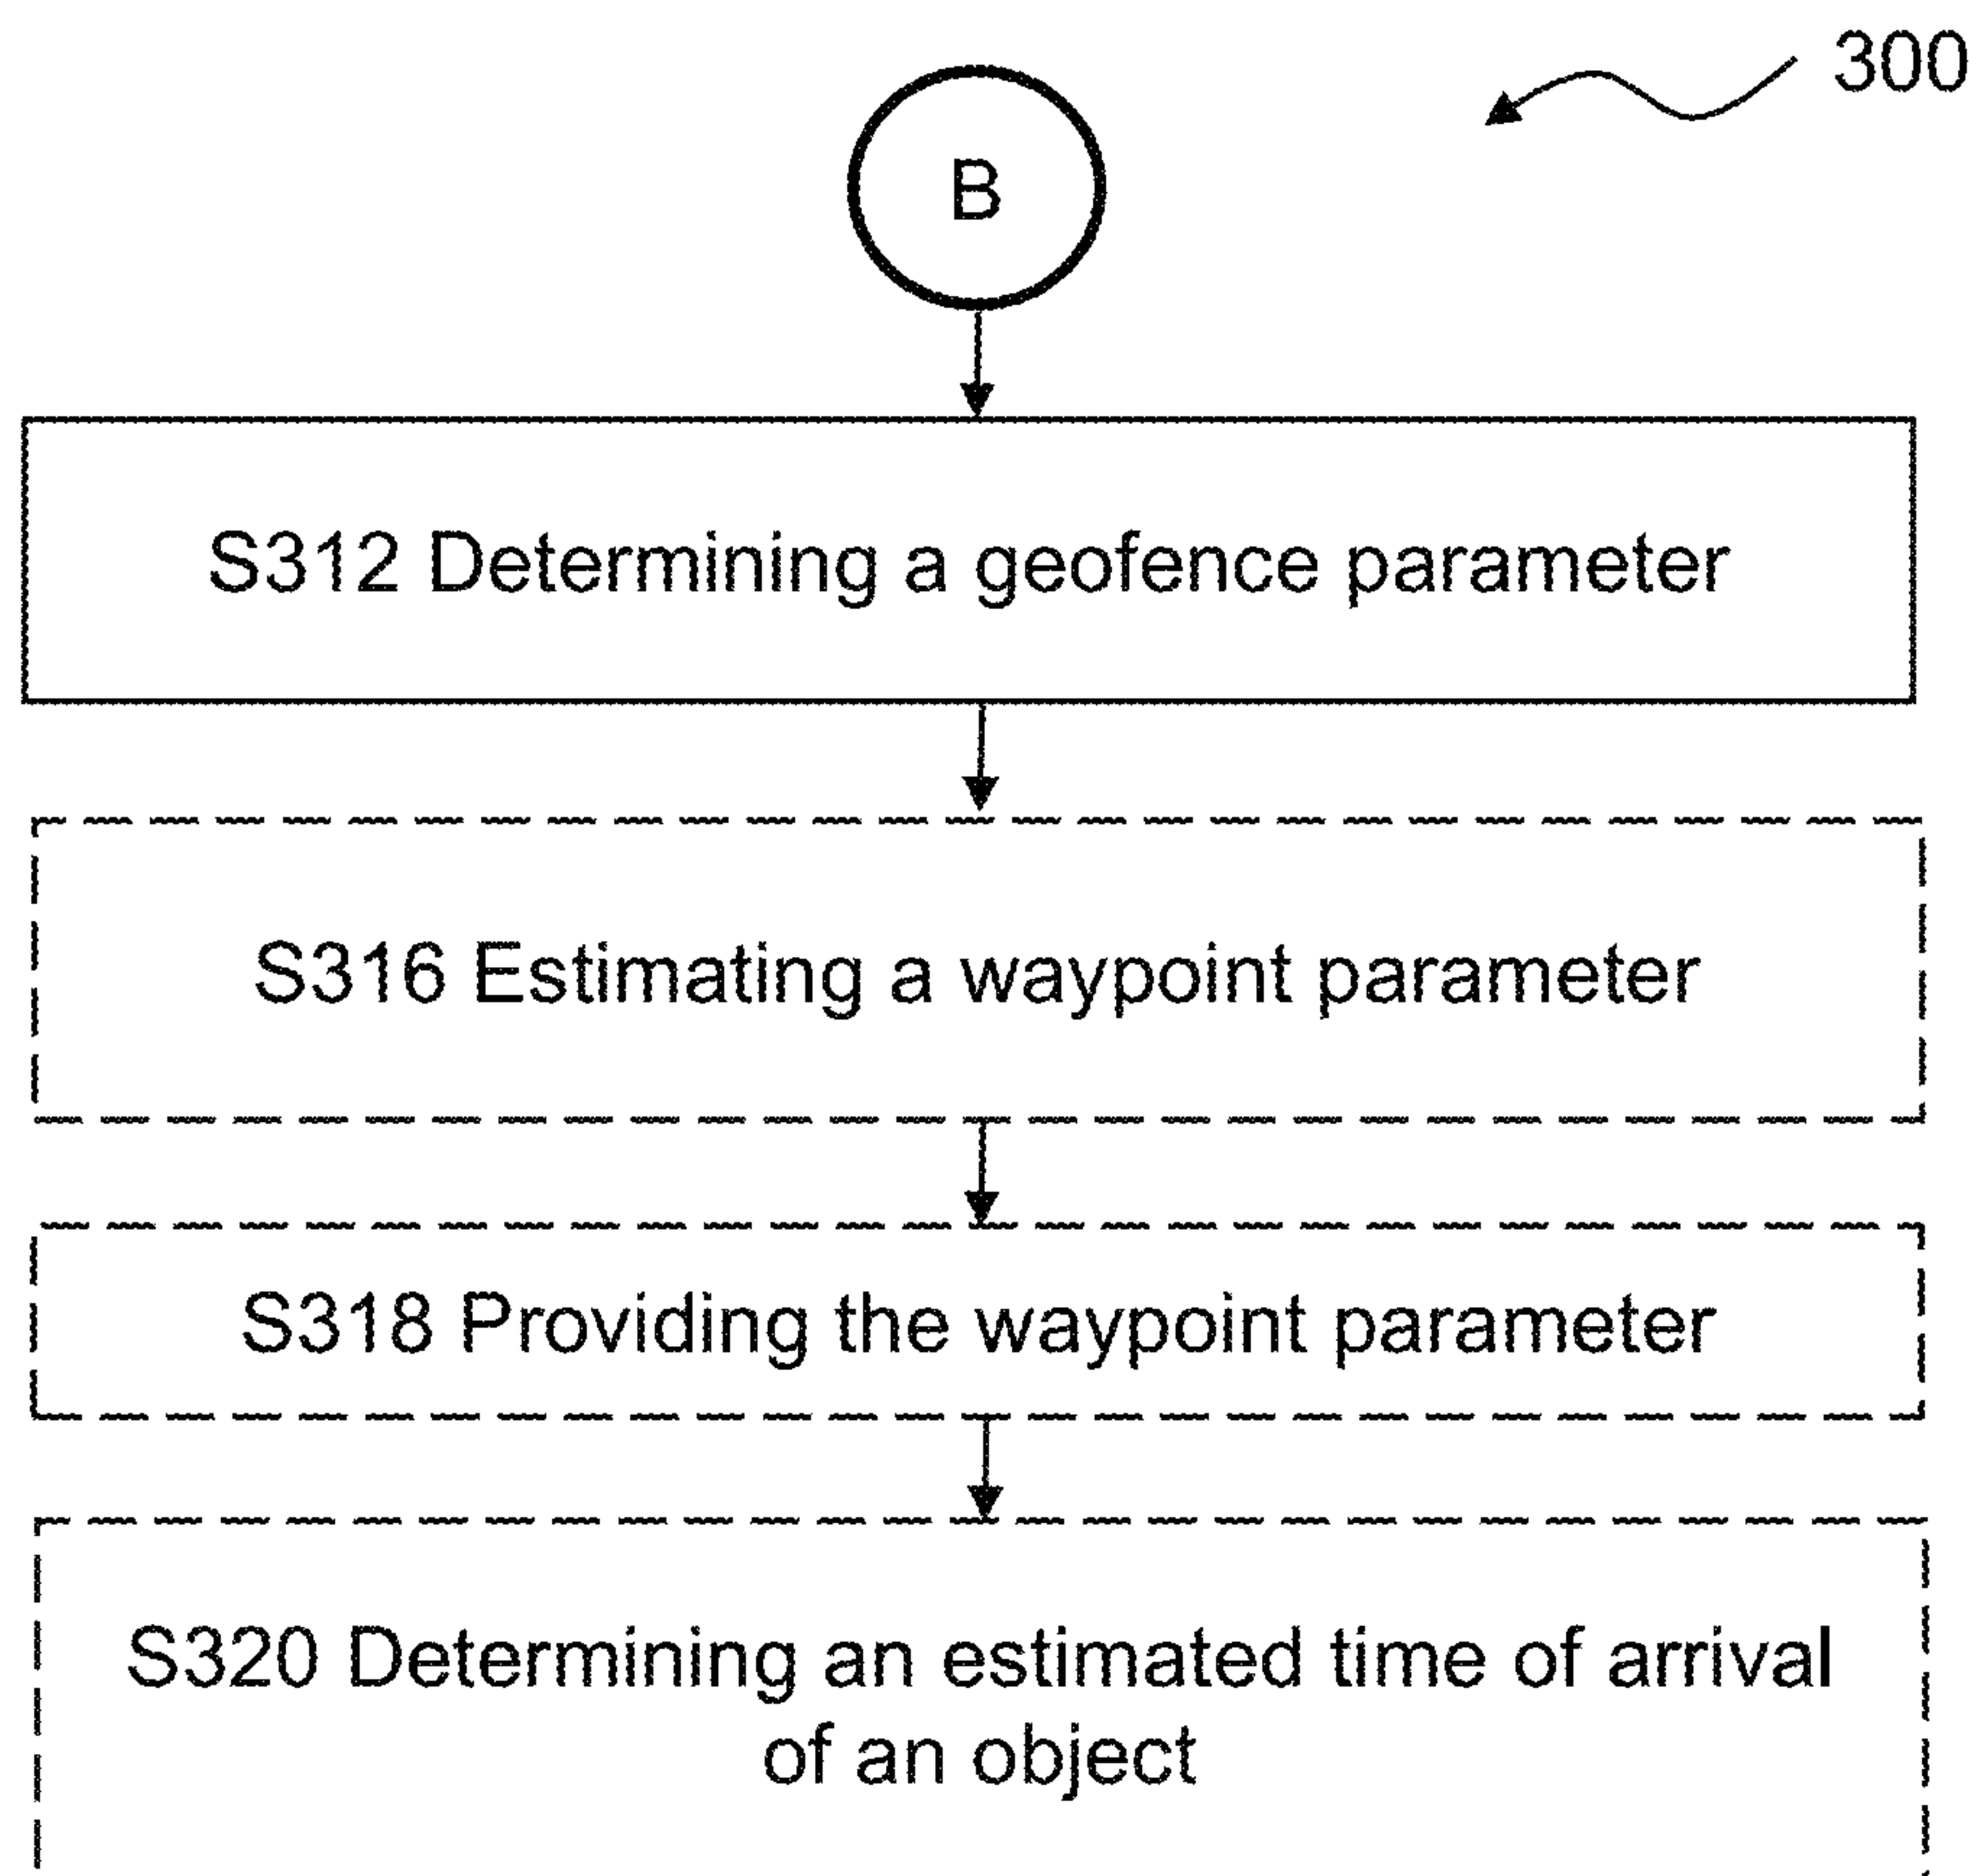 300
B
S312 Determining a geofence parameter
S316 Estimating a waypoint parameter
S318 Providing the waypoint parameter
S320 Determining an estimated time of arrival
of an object